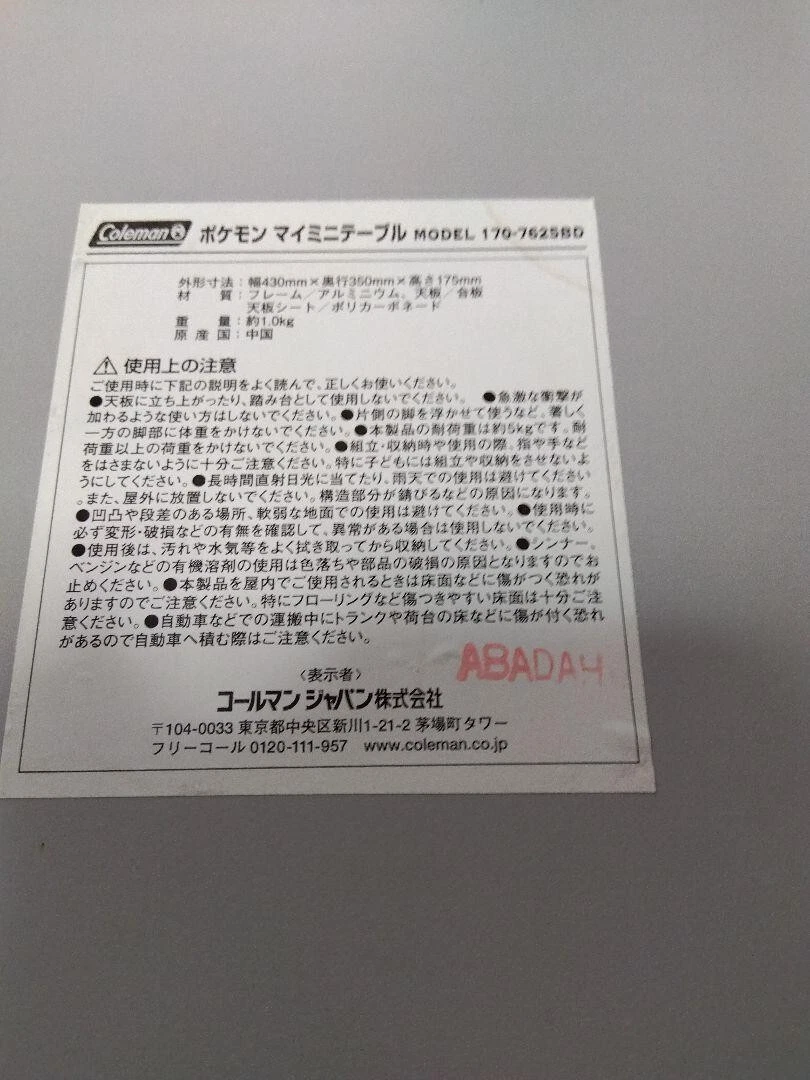 Coleman ポケモン マイミニテーブル MODEL 170-7625BD
外形寸法：幅430mm×奥行350mm×高さ175mm
材　　質：フレーム／アルミニウム、天板／合板
天板シート／ポリカーボネード
重　　量：約1.0kg
原 産 国：中国
⚠ 使用上の注意
ご使用時に下記の説明をよく読んで、正しくお使いください。
●天板に立ち上がったり、踏み台として使用しないでください。　●急激な衝撃が
加わるような使い方はしないでください。●片側の脚を浮かせて使うなど、著しく
一方の脚部に体重をかけないでください。●本製品の耐荷重は約5kgです。耐
荷重以上の荷重をかけないでください。●組立・収納時や使用の際、指や手など
をはさまないように十分ご注意ください。特に子どもには組立や収納をさせないよ
うにしてください。●長時間直射日光に当てたり、雨天での使用は避けてください
。また、屋外に放置しないでください。構造部分が錆びるなどの原因になります。
●凹凸や段差のある場所、軟弱な地面での使用は避けてください。●使用時に
必ず変形・破損などの有無を確認して、異常がある場合は使用しないでください。
●使用後は、汚れや水気等をよく拭き取ってから収納してください。●シンナー、
ベンジンなどの有機溶剤の使用は色落ちや部品の破損の原因となりますのでお
止めください。●本製品を屋内でご使用されるときは床面などに傷がつく恐れが
ありますのでご注意ください。特にフローリングなど傷つきやすい床面は十分ご注
意ください。●自動車などでの運搬中にトランクや荷台の床などに傷が付く恐れ
があるので自動車へ積む際はご注意ください。
ABADAH
〈表示者〉
コールマン ジャパン株式会社
〒104-0033 東京都中央区新川1-21-2 茅場町タワー
フリーコール 0120-111-957　www.coleman.co.jp